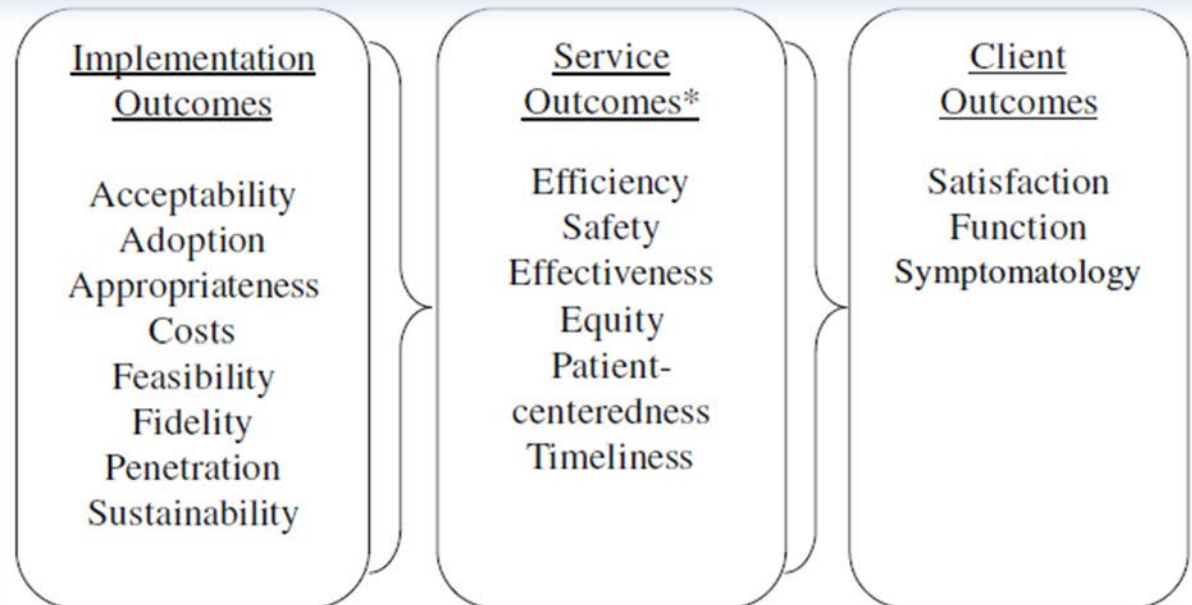 Implementation
Outcomes
Acceptability
Adoption
Appropriateness
Costs
Feasibility
Fidelity
Penetration
Sustainability
Service
Outcomes*
Efficiency
Safety
Effectiveness
Equity
Patient-
centeredness
Timeliness
Client
Outcomes
Satisfaction
Function
Symptomatology